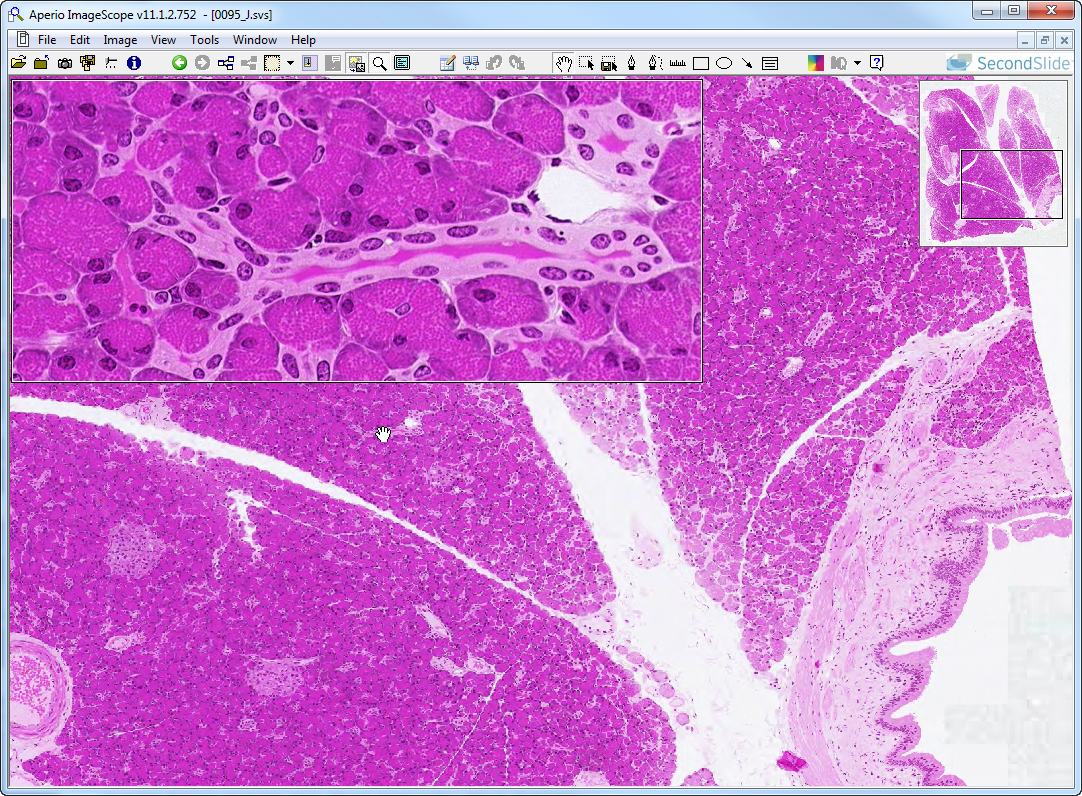 Aperio ImageScope v11.1.2.752 - [0095_J.svs]
File Edit Image View Tools Window Help
SecondSlide